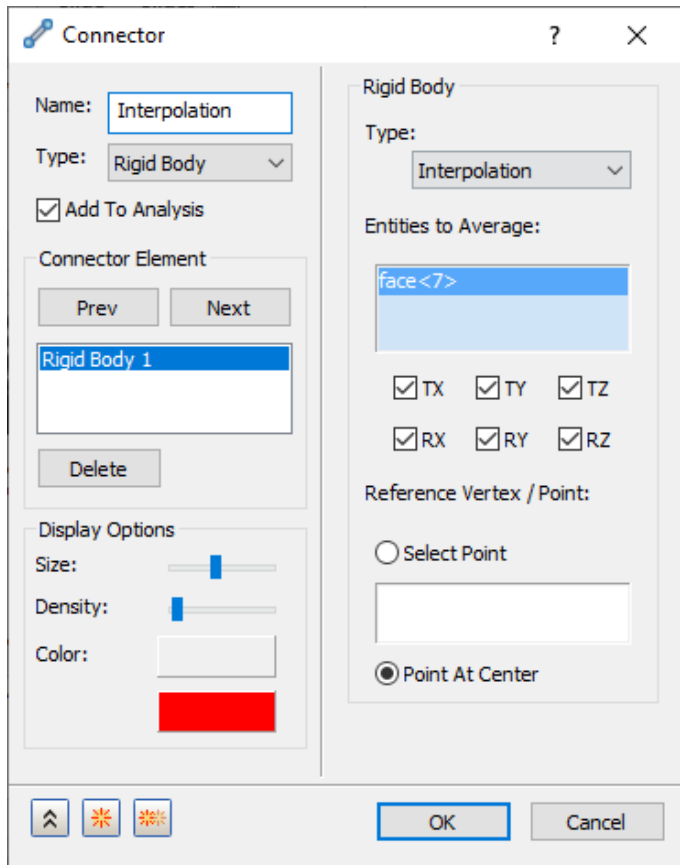 Connector
?
Name:
Interpolation
Type:
Rigid Body
Add To Analysis
Connector Element
Prev
Next
Rigid Body 1
Delete
Display Options
Size:
Density:
Color:
Rigid Body
Type:
Interpolation
Entities to Average:
face<7>
TX TY TZ
RX RY RZ
Reference Vertex / Point:
Select Point
Point At Center
OK
Cancel